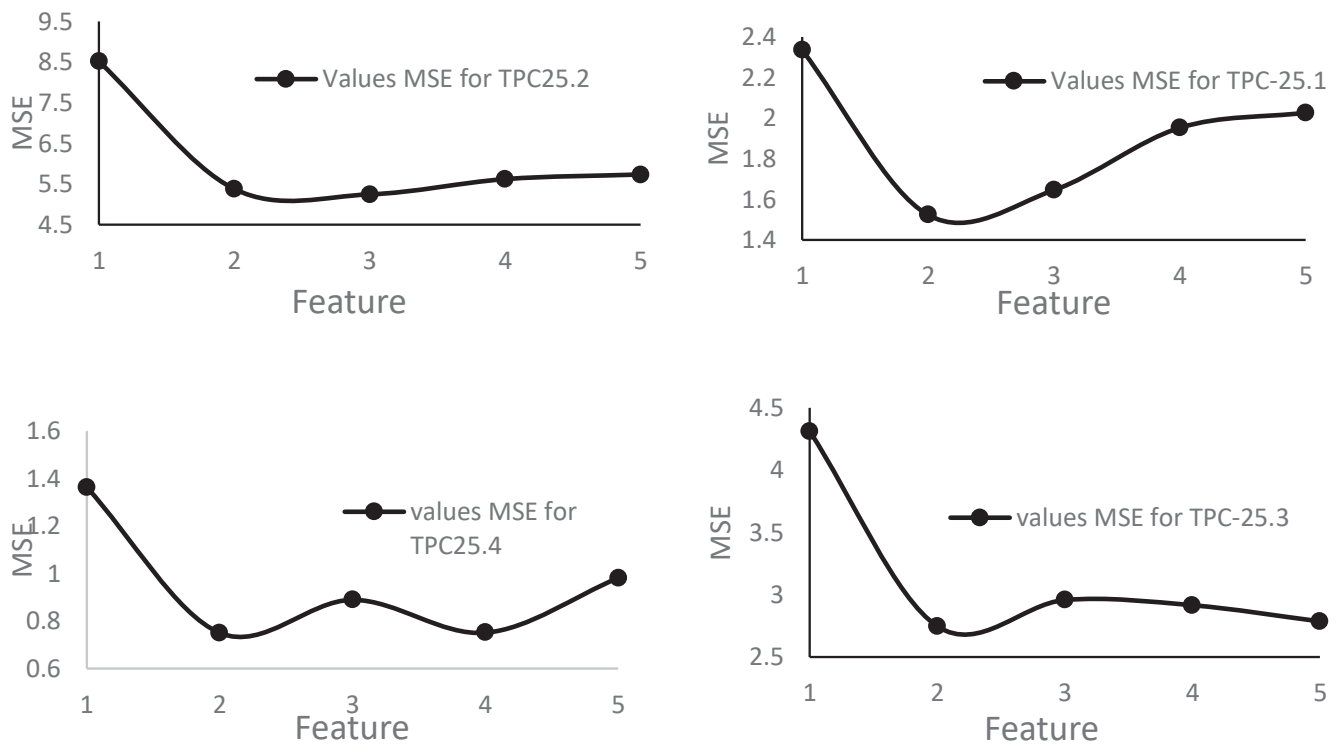 9.5
8.5
7.5
6.5
5.5
4.5
MSE
Values MSE for TPC25.2
1 2 3 4 5
Feature
2.4
2.2
2
1.8
1.6
1.4
MSE
Values MSE for TPC-25.1
1 2 3 4 5
Feature
1.6
1.4
1.2
1
0.8
0.6
MSE
values MSE for
TPC25.4
1 2 3 4 5
Feature
4.5
4
3.5
3
2.5
MSE
values MSE for TPC-25.3
1 2 3 4 5
Feature